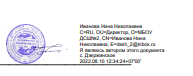 Иванова Нина Николаевна
C=RU, OU=Директор, O=МБОУ
ДСШ№2, CN=Иванова Нина
Николаевна, E=dssh_2@inbox.ru
Я являюсь автором этого документа
с. Дзержинское
2022.08.10 12:34:24+07'00'